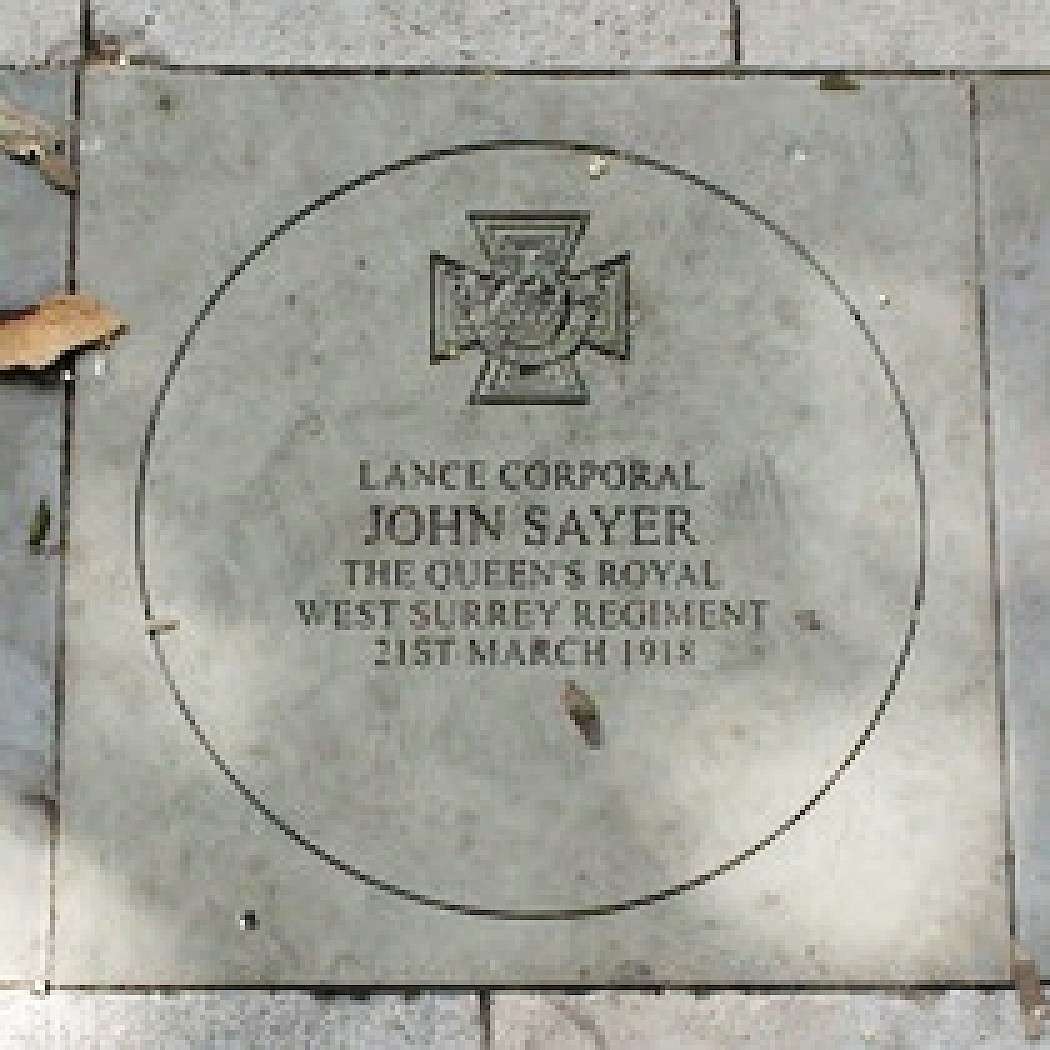 LANCE CORPORAL
JOHN SAYER
THE QUEEN'S ROYAL
WEST SURREY REGIMENT
21ST MARCH 1918